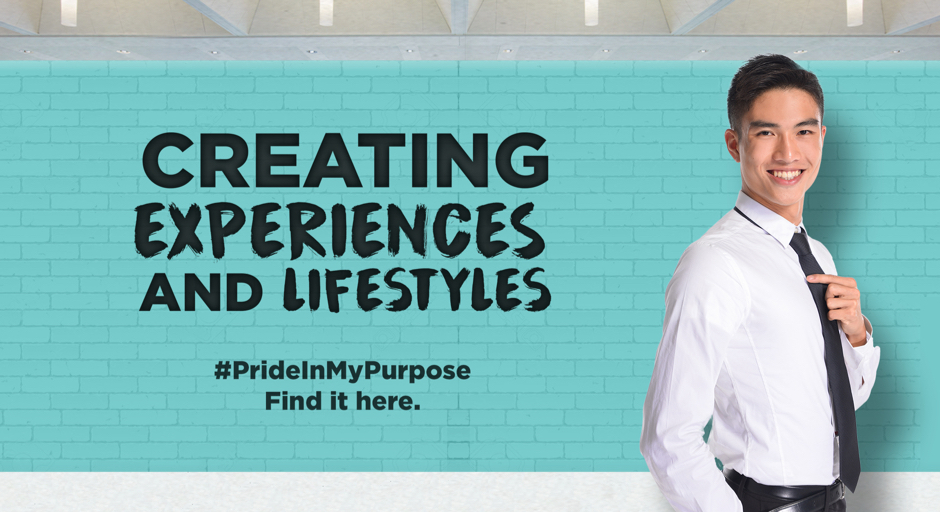 CREATING
EXPERIENCES
AND LIFESTYLES
#PrideInMyPurpose
Find it here.